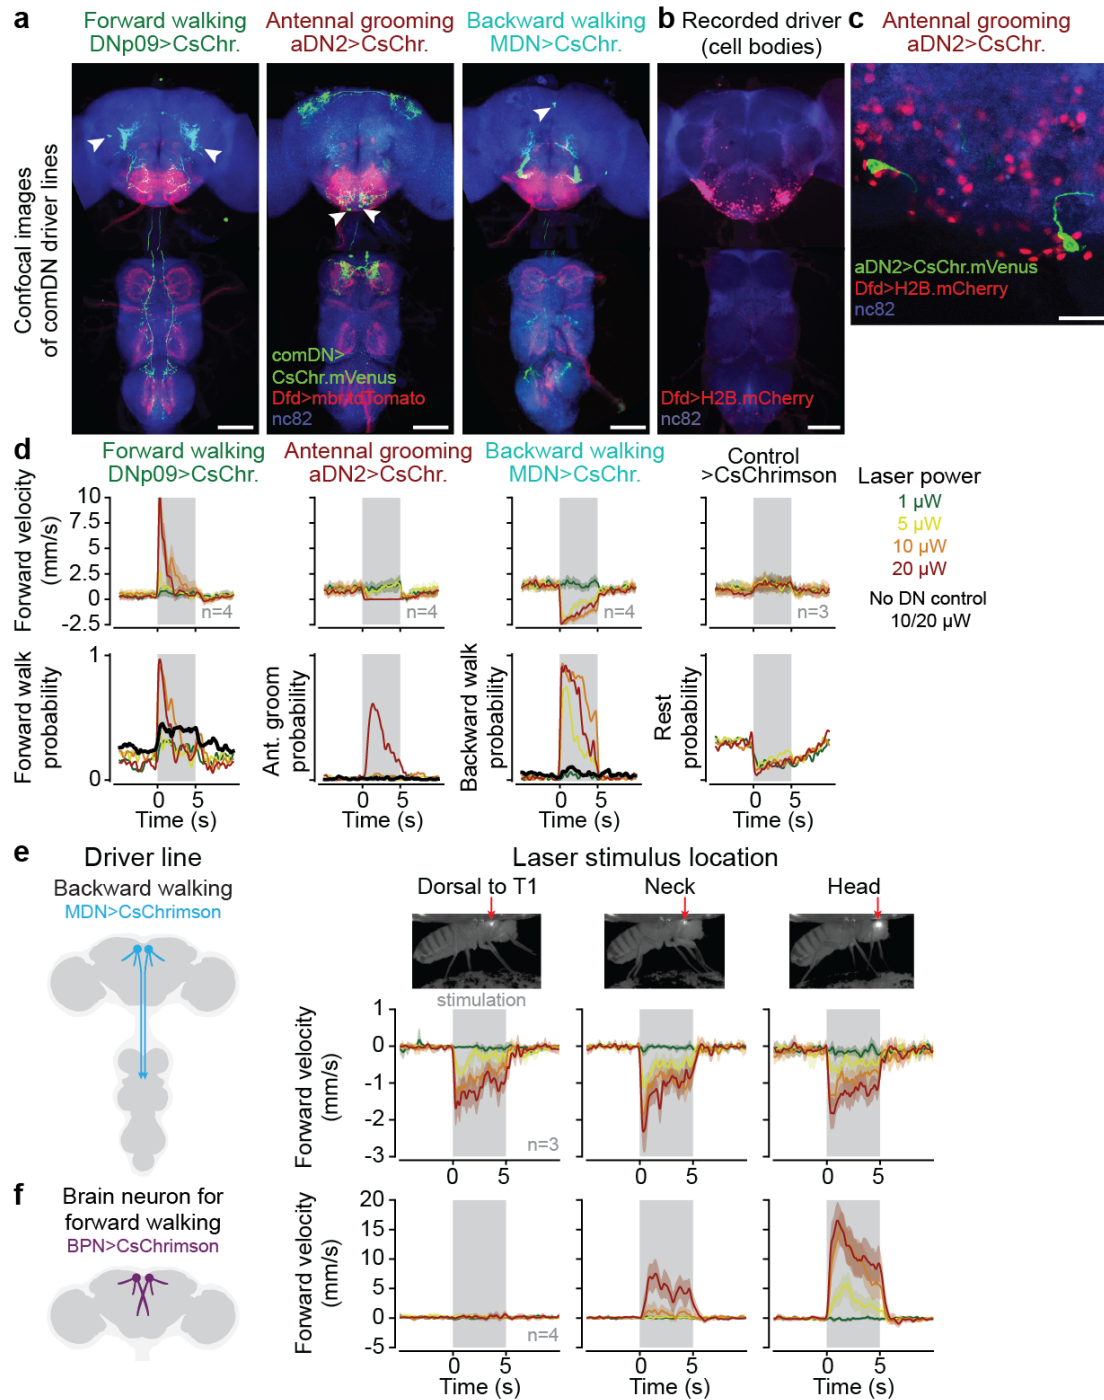 a
Forward walking
DNp09>CsChr.
Antennal grooming
aDN2>CsChr.
Backward walking
MDN>CsChr.
b
Recorded driver
(cell bodies)
c
Antennal grooming
aDN2>CsChr.
Confocal images
of comDN driver lines
comDN>
CsChr.mVenus
Dfd>mbr.tdTomato
nc82
Dfd>H2B.mCherry
nc82
aDN2>CsChr.mVenus
Dfd>H2B.mCherry
nc82
d
Forward walking
DNp09>CsChr.
Antennal grooming
aDN2>CsChr.
Backward walking
MDN>CsChr.
Control
>CsChrimson
Laser power
1 µW
5 µW
10 µW
20 µW
No DN control
10/20 µW
Forward velocity
(mm/s)
10
7.5
5
2.5
0
-2.5
n=4
n=4
n=4
n=3
Forward walk
probability
1
0
Ant. groom
probability
Backward walk
probability
Rest
probability
0 5
0 5
0 5
0 5
Time (s)
Time (s)
Time (s)
Time (s)
e
Driver line
Laser stimulus location
Backward walking
MDN>CsChrimson
Dorsal to T1
Neck
Head
stimulation
Forward velocity
(mm/s)
1
0
-1
-2
-3
n=3
0 5
0 5
0 5
f
Brain neuron for
forward walking
BPN>CsChrimson
Forward velocity
(mm/s)
20
15
10
5
0
-5
n=4
0 5
0 5
0 5
Time (s)
Time (s)
Time (s)